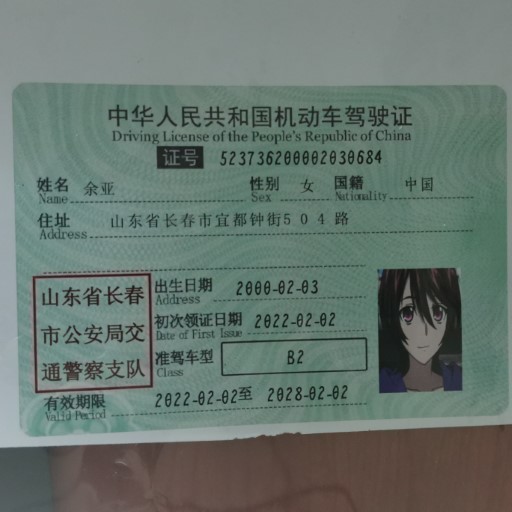 中华人民共和国机动车驾驶证
Driving License of the People's Republic of China
证号 523736200002030684
姓名 余亚 性别 女 国籍 中国
Name Sex Nationality
住址 山东省长春市宜都钟街504路
Address
山东省长春
市公安局交
通警察支队
出生日期 2000-02-03
Address
初次领证日期 2022-02-02
Date of First Issue
准驾车型 B2
Class
有效期限 2022-02-02至 2028-02-02
Valid Period